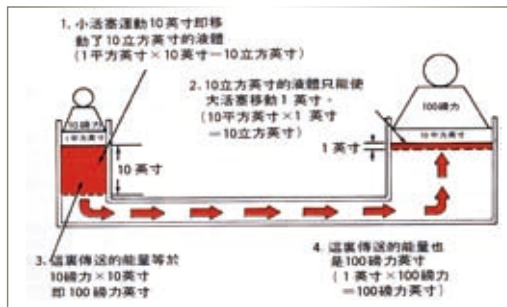 1. 小活塞運動10英寸即移
動了10立方英寸的液體
(1平方英寸×10英寸=10立方英寸)
2. 10立方英寸的液體只能使
大活塞移動1英寸。
(10平方英寸×1英寸
=10立方英寸)
10磅力
1平方英寸
100磅力
10平方英寸
10英寸
1英寸
3. 這裏傳送的能量等於
10磅力×10英寸
即100磅力英寸
4. 這裏傳送的能量也
是100磅力英寸
(1英寸×100磅力
=100磅力英寸)